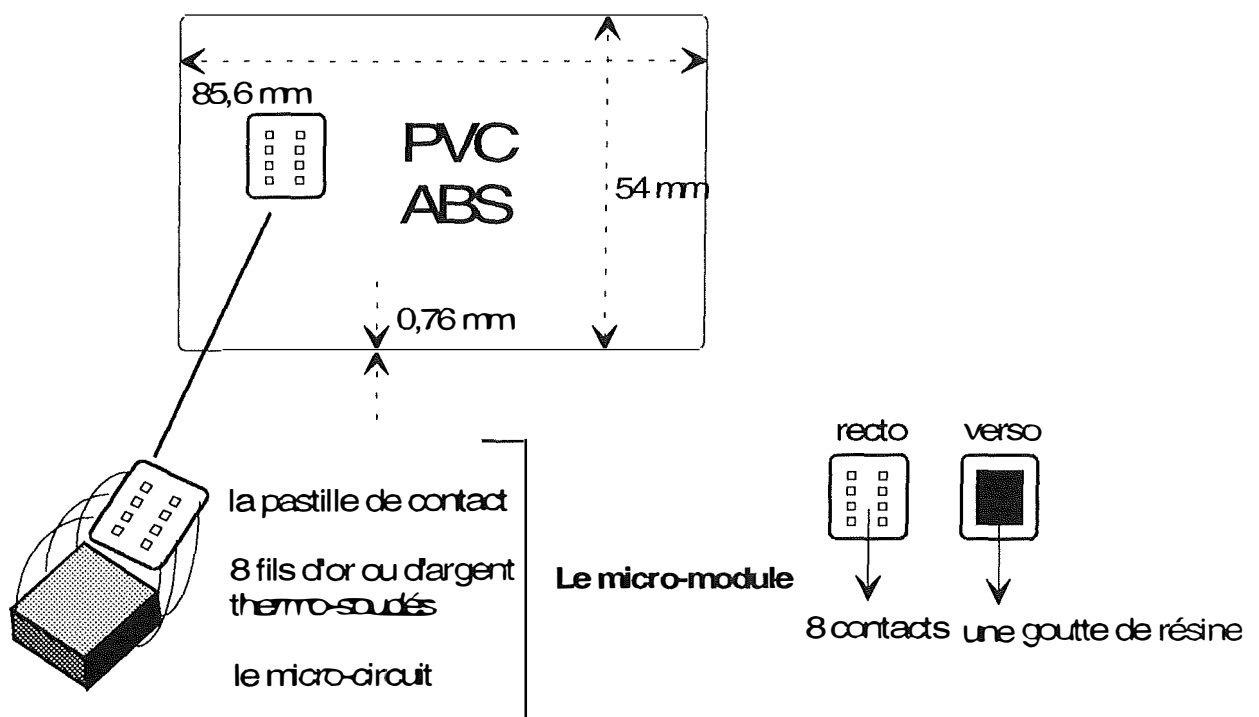 85,6 mm
PVC
ABS
54 mm
0,76 mm
recto
verso
la pastille de contact
8 fils d'or ou d'argent
thermo-soudés
Le micro-module
8 contacts
une goutte de résine
le micro-circuit